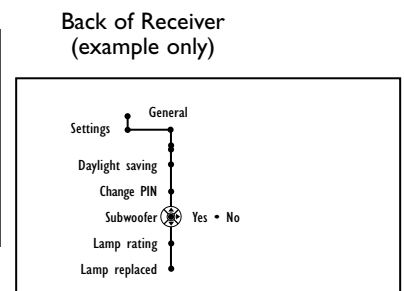 Back of Receiver
(example only)
General
Settings
Daylight saving
Change PIN
Subwoofer Yes • No
Lamp rating
Lamp replaced